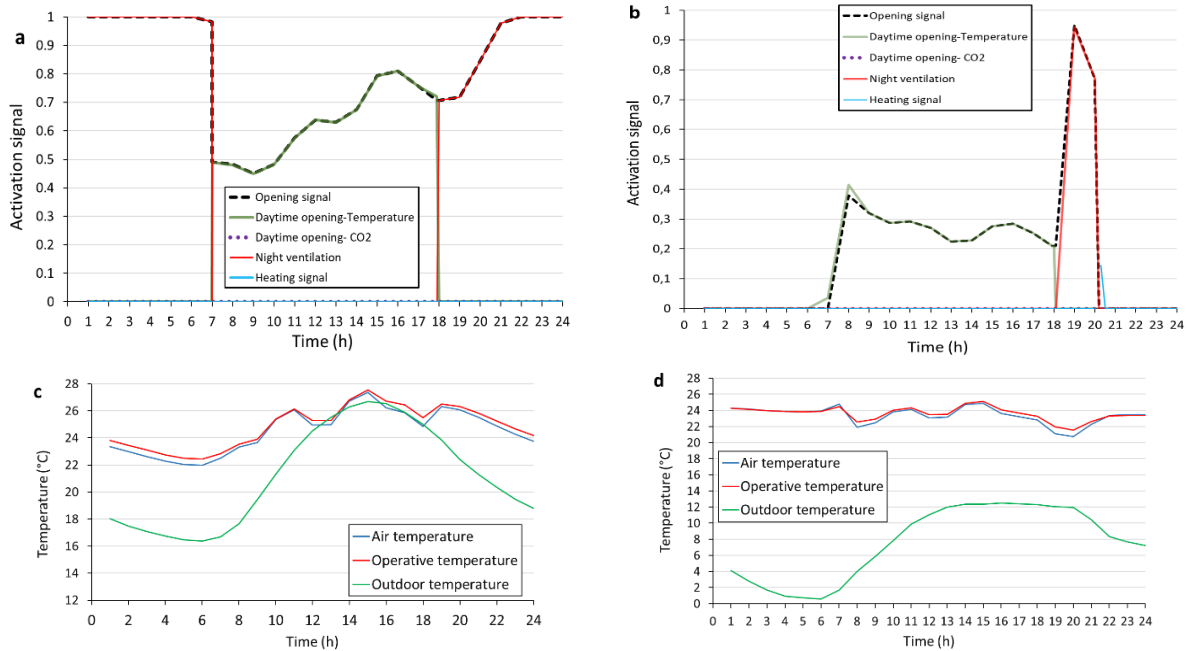 a
Activation signal
1
0,9
0,8
0,7
0,6
0,5
0,4
0,3
0,2
0,1
0
Opening signal
Daytime opening-Temperature
Daytime opening- CO2
Night ventilation
Heating signal
0 1 2 3 4 5 6 7 8 9 10 11 12 13 14 15 16 17 18 19 20 21 22 23 24
Time (h)
b
Activation signal
1
0,9
0,8
0,7
0,6
0,5
0,4
0,3
0,2
0,1
0
Opening signal
Daytime opening-Temperature
Daytime opening- CO2
Night ventilation
Heating signal
0 1 2 3 4 5 6 7 8 9 10 11 12 13 14 15 16 17 18 19 20 21 22 23 24
Time (h)
c
Temperature (°C)
28
26
24
22
20
18
16
14
12
Air temperature
Operative temperature
Outdoor temperature
0 2 4 6 8 10 12 14 16 18 20 22 24
Time (h)
d
Temperature (°C)
28
26
24
22
20
18
16
14
12
10
8
6
4
2
0
Air temperature
Operative temperature
Outdoor temperature
0 1 2 3 4 5 6 7 8 9 10 11 12 13 14 15 16 17 18 19 20 21 22 23 24
Time (h)